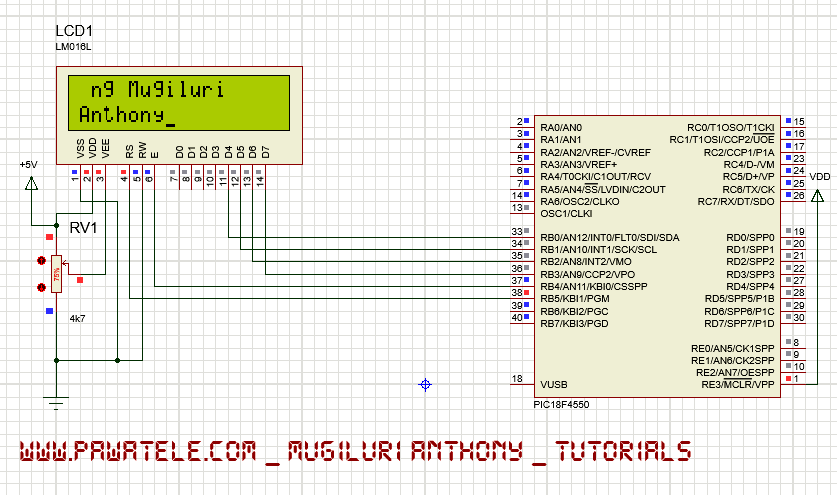 LCD1
LM016L
ng Mugiluri
Anthony_
VSS VDD VEE RS RW E D0 D1 D2 D3 D4 D5 D6 D7
1 2 3 4 5 6 7 8 9 10 11 12 13 14
+5V
RV1
75%
4k7
2 RA0/AN0
3 RA1/AN1
4 RA2/AN2/VREF-/CVREF
5 RA3/AN3/VREF+
6 RA4/T0CKI/C1OUT/RCV
7 RA5/AN4/SS/LVDIN/C2OUT
14 RA6/OSC2/CLKO
13 OSC1/CLKI
33 RB0/AN12/INT0/FLT0/SDI/SDA
34 RB1/AN10/INT1/SCK/SCL
35 RB2/AN8/INT2/VMO
36 RB3/AN9/CCP2/VPO
37 RB4/AN11/KBI0/CSSPP
38 RB5/KBI1/PGM
39 RB6/KBI2/PGC
40 RB7/KBI3/PGD
18 VUSB
RC0/T1OSO/T1CKI 15
RC1/T1OSI/CCP2/UOE 16
RC2/CCP1/P1A 17
RC4/D-/VM 23
RC5/D+/VP 24
RC6/TX/CK 25
RC7/RX/DT/SDO 26
VDD
RD0/SPP0 19
RD1/SPP1 20
RD2/SPP2 21
RD3/SPP3 22
RD4/SPP4 27
RD5/SPP5/P1B 28
RD6/SPP6/P1C 29
RD7/SPP7/P1D 30
RE0/AN5/CK1SPP 8
RE1/AN6/CK2SPP 9
RE2/AN7/OESPP 10
RE3/MCLR/VPP 1
PIC18F4550
WWW.PAWATELE.COM _ MUGILURI ANTHONY _ TUTORIALS